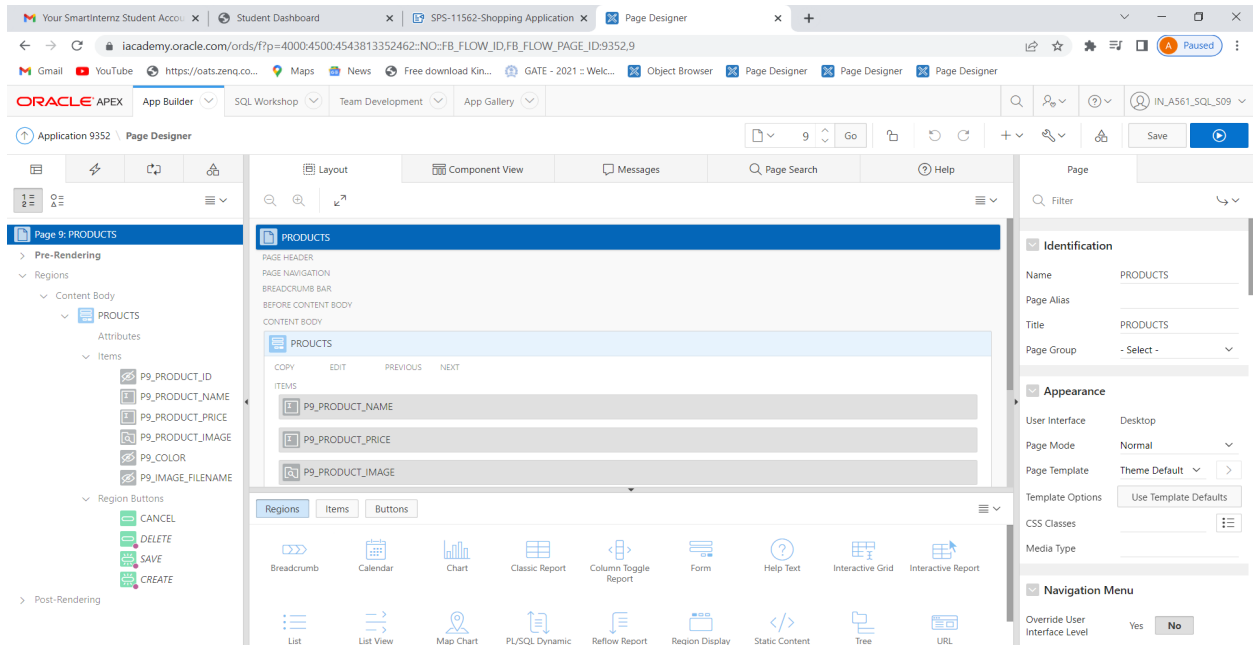 Your SmartInternz Student Accou
Student Dashboard
SPS-11562-Shopping Application
Page Designer
iacademy.oracle.com/ords/f?p=4000:4500:4543813352462::NO::FB_FLOW_ID,FB_FLOW_PAGE_ID:9352,9
A Paused
Gmail YouTube https://oats.zenq.co... Maps News Free download Kin... GATE - 2021 :: Welc... Object Browser Page Designer Page Designer Page Designer
ORACLE APEX App Builder SQL Workshop Team Development App Gallery IN_A561_SQL_S09
Application 9352 \ Page Designer 9 Go Save
Layout Component View Messages Page Search Help Page
Filter
Page 9: PRODUCTS
Pre-Rendering
Regions
Content Body
PROUCTS
Attributes
Items
P9_PRODUCT_ID
P9_PRODUCT_NAME
P9_PRODUCT_PRICE
P9_PRODUCT_IMAGE
P9_COLOR
P9_IMAGE_FILENAME
Region Buttons
CANCEL
DELETE
SAVE
CREATE
Post-Rendering
PRODUCTS
PAGE HEADER
PAGE NAVIGATION
BREADCRUMB BAR
BEFORE CONTENT BODY
CONTENT BODY
PROUCTS
COPY EDIT PREVIOUS NEXT
ITEMS
P9_PRODUCT_NAME
P9_PRODUCT_PRICE
P9_PRODUCT_IMAGE
Regions Items Buttons
Breadcrumb Calendar Chart Classic Report Column Toggle Report Form Help Text Interactive Grid Interactive Report
List List View Map Chart PL/SQL Dynamic Reflow Report Region Display Static Content Tree URL
Identification
Name PRODUCTS
Page Alias
Title PRODUCTS
Page Group - Select -
Appearance
User Interface Desktop
Page Mode Normal
Page Template Theme Default
Template Options Use Template Defaults
CSS Classes
Media Type
Navigation Menu
Override User Interface Level Yes No